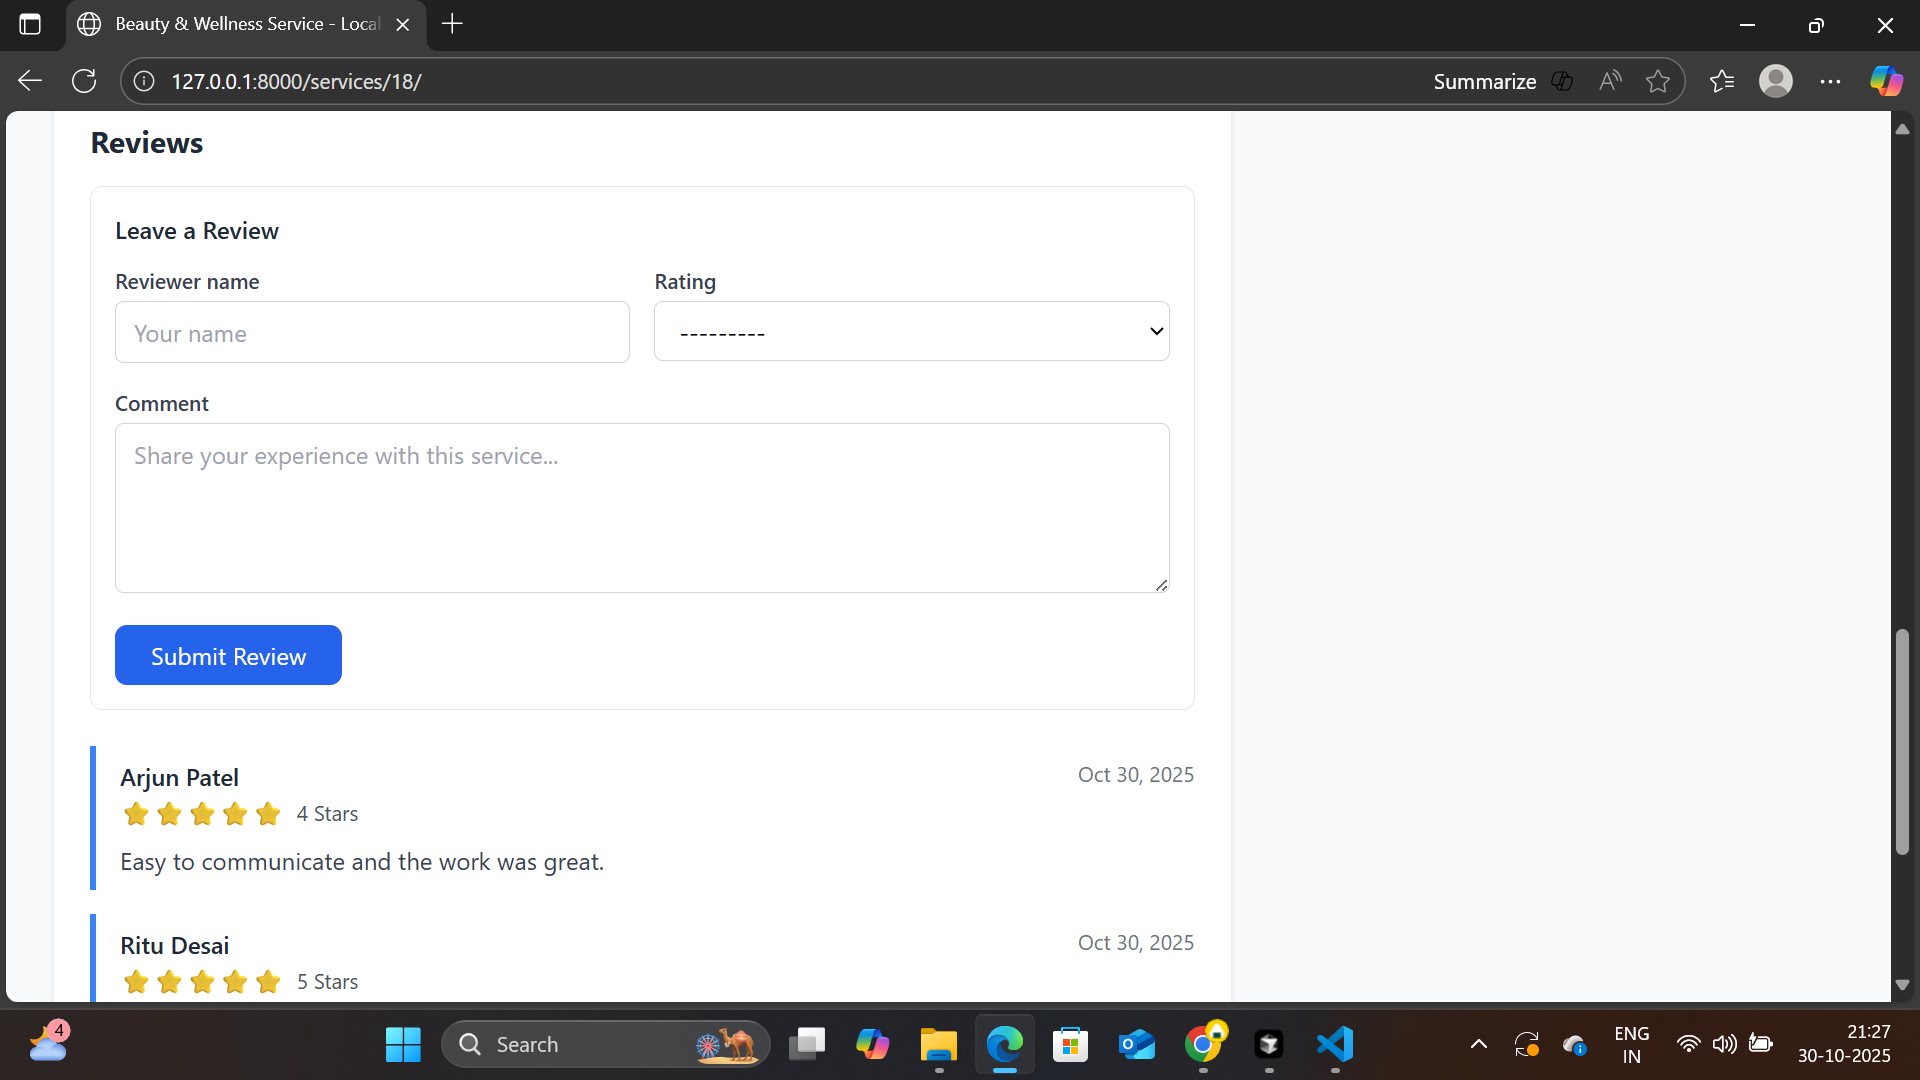 Beauty & Wellness Service - Local
127.0.0.1:8000/services/18/
Summarize
Reviews
Leave a Review
Reviewer name
Rating
Your name
---------
Comment
Share your experience with this service...
Submit Review
Arjun Patel
Oct 30, 2025
4 Stars
Easy to communicate and the work was great.
Ritu Desai
Oct 30, 2025
5 Stars
4
Search
ENG
IN
21:27
30-10-2025